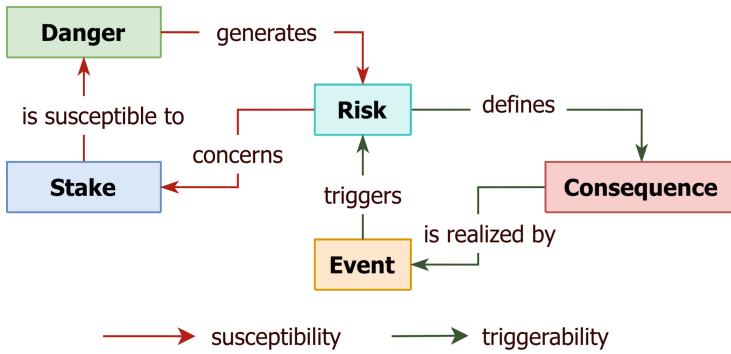 Danger
generates
Risk
defines
is susceptible to
concerns
Stake
triggers
Consequence
is realized by
Event
susceptibility
triggerability